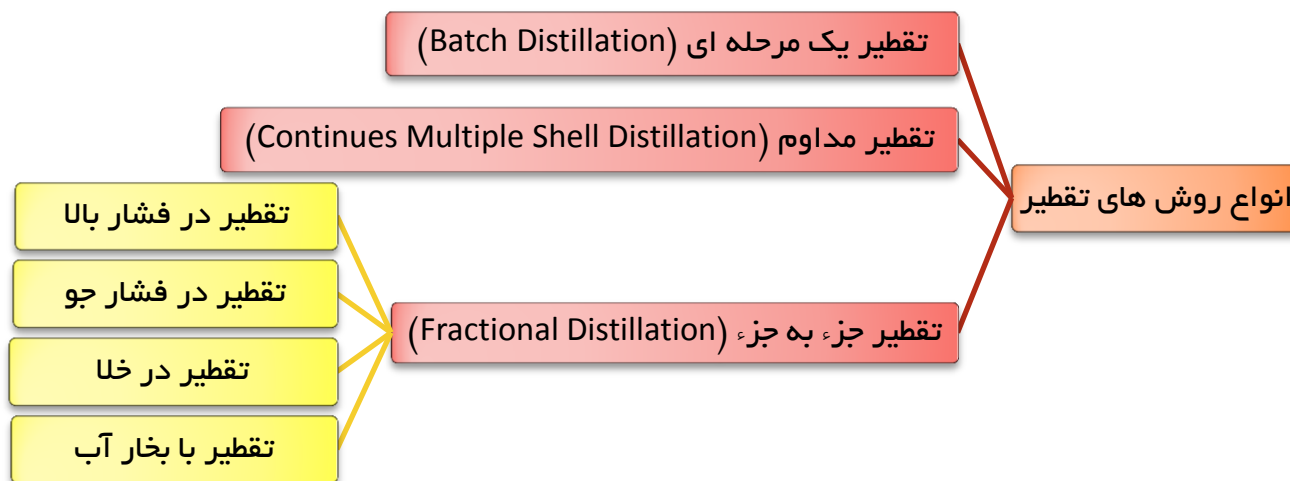 انواع روش های تقطیر
تقطیر یک مرحله ای (Batch Distillation)
تقطیر مداوم (Continues Multiple Shell Distillation)
تقطیر جزء به جزء (Fractional Distillation)
تقطیر در فشار بالا
تقطیر در فشار جو
تقطیر در خلا
تقطیر با بخار آب